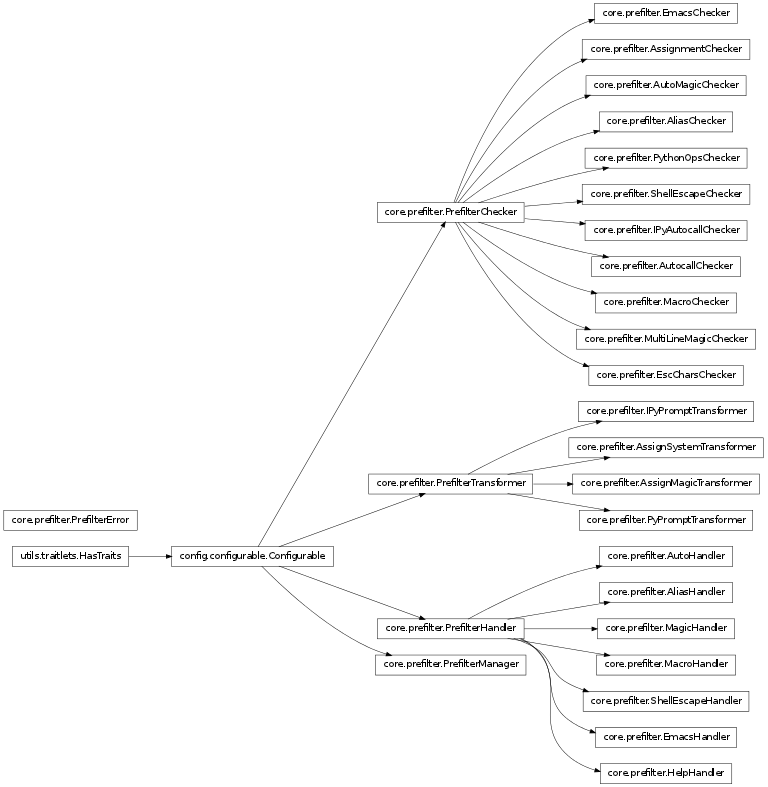 core.prefilter.EmacsChecker
core.prefilter.AssignmentChecker
core.prefilter.AutoMagicChecker
core.prefilter.AliasChecker
core.prefilter.PythonOpsChecker
core.prefilter.ShellEscapeChecker
core.prefilter.PrefilterChecker
core.prefilter.IPyAutocallChecker
core.prefilter.AutocallChecker
core.prefilter.MacroChecker
core.prefilter.MultiLineMagicChecker
core.prefilter.EscCharsChecker
core.prefilter.IPyPromptTransformer
core.prefilter.AssignSystemTransformer
core.prefilter.PrefilterTransformer
core.prefilter.AssignMagicTransformer
core.prefilter.PrefilterError
core.prefilter.PyPromptTransformer
utils.traitlets.HasTraits
config.configurable.Configurable
core.prefilter.AutoHandler
core.prefilter.AliasHandler
core.prefilter.PrefilterHandler
core.prefilter.MagicHandler
core.prefilter.PrefilterManager
core.prefilter.MacroHandler
core.prefilter.ShellEscapeHandler
core.prefilter.EmacsHandler
core.prefilter.HelpHandler